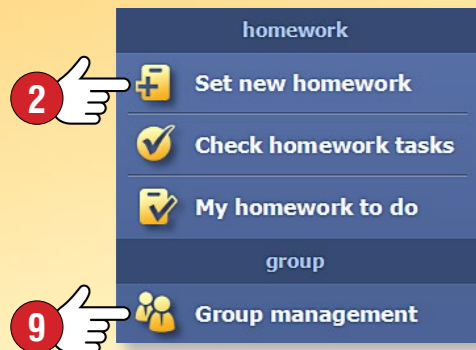 homework
2
Set new homework
Check homework tasks
My homework to do
group
9
Group management